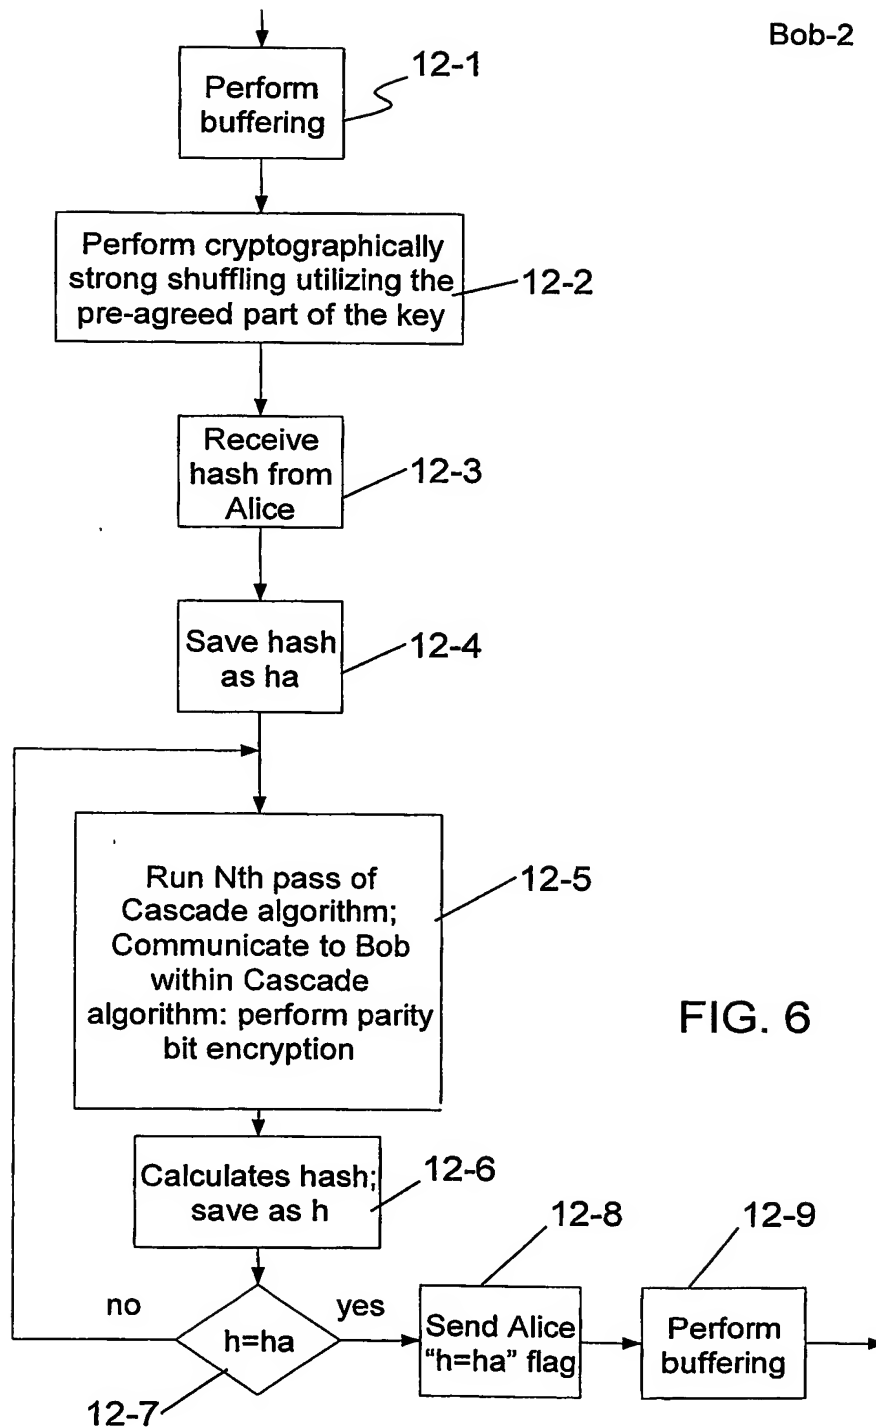 Bob-2
Perform
buffering
12-1
Perform cryptographically
strong shuffling utilizing the
pre-agreed part of the key
12-2
Receive
hash from
Alice
12-3
Save hash
as ha
12-4
Run Nth pass of
Cascade algorithm;
Communicate to Bob
within Cascade
algorithm: perform parity
bit encryption
12-5
FIG. 6
Calculates hash;
save as h
12-6
no
h=ha
yes
12-7
Send Alice
“h=ha” flag
12-8
Perform
buffering
12-9